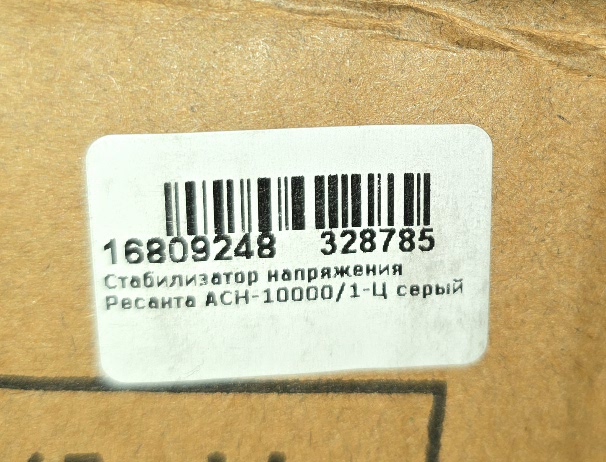 16809248 328785
Стабилизатор напряжения
Ресанта АСН-10000/1-Ц серый